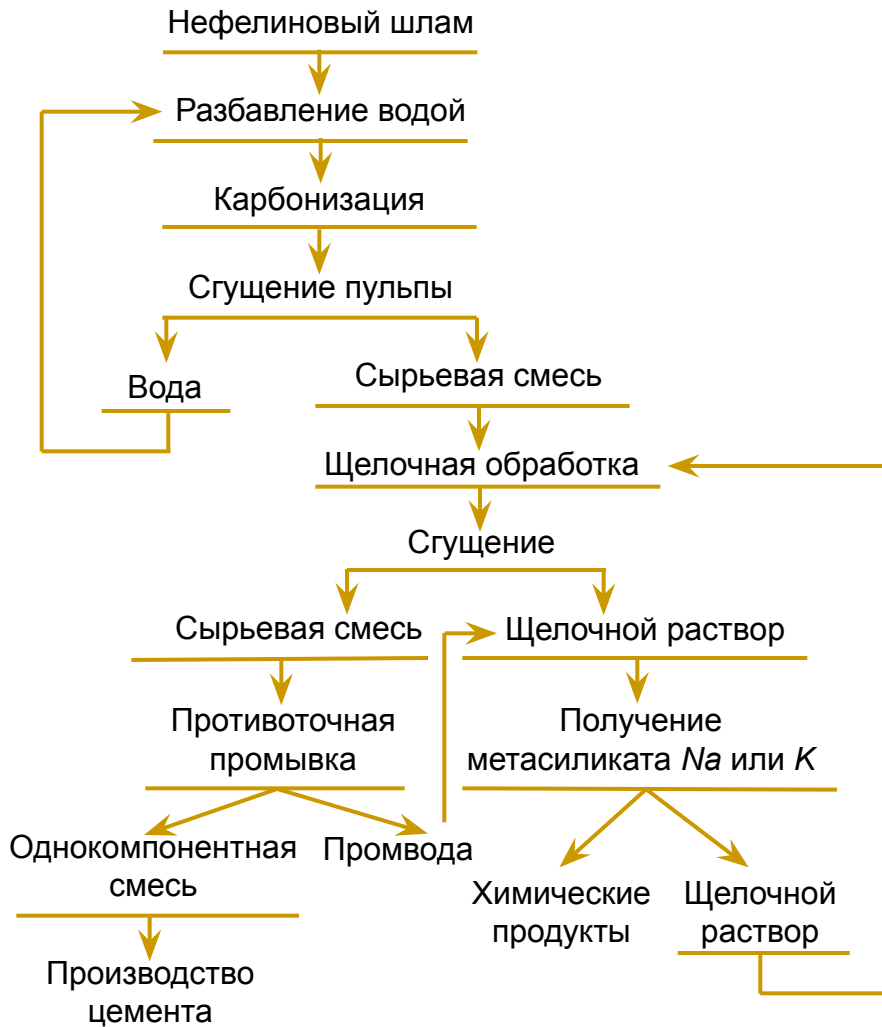 Нефелиновый шлам
Разбавление водой
Карбонизация
Сгущение пульпы
Вода
Сырьевая смесь
Щелочная обработка
Сгущение
Сырьевая смесь
Щелочной раствор
Противоточная
промывка
Получение
метасиликата Na или K
Однокомпонентная
смесь
Промвода
Химические
продукты
Щелочной
раствор
Производство
цемента